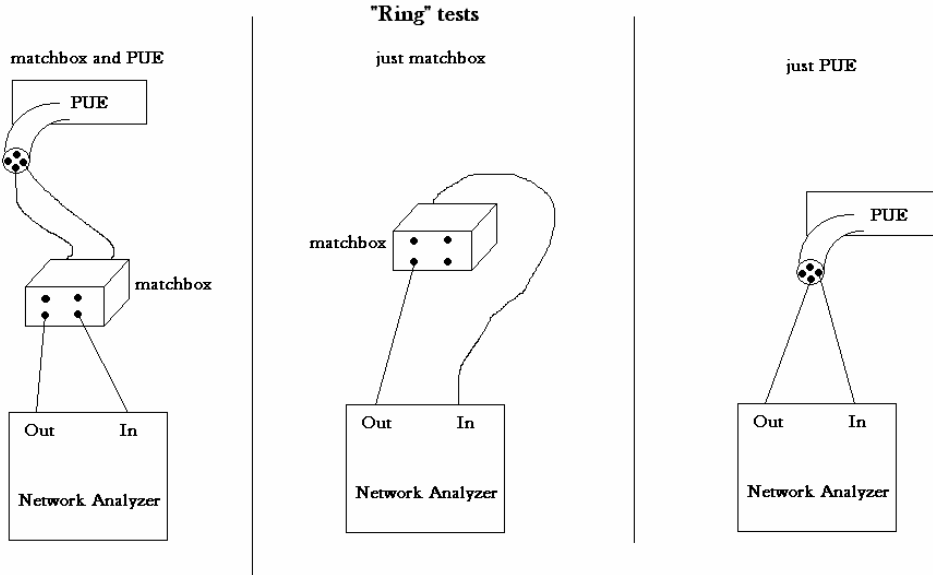 "Ring" tests
matchbox and PUE
PUE
matchbox
Out In
Network Analyzer
just matchbox
matchbox
Out In
Network Analyzer
just PUE
PUE
Out In
Network Analyzer